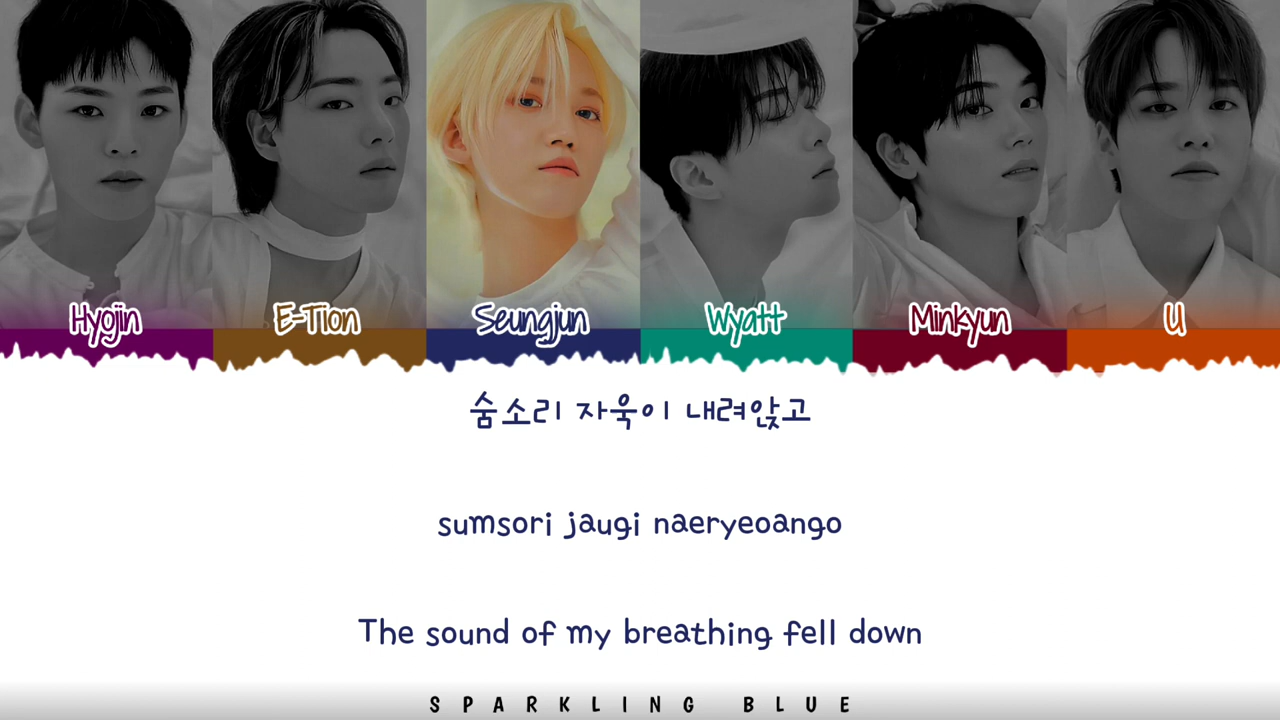 Hyojin
E-Tion
Seungjun
Wyatt
Minkyun
U
숨소리 자욱이 내려앉고
sumsori jaugi naeryeoango
The sound of my breathing fell down
SPARKLING BLUE